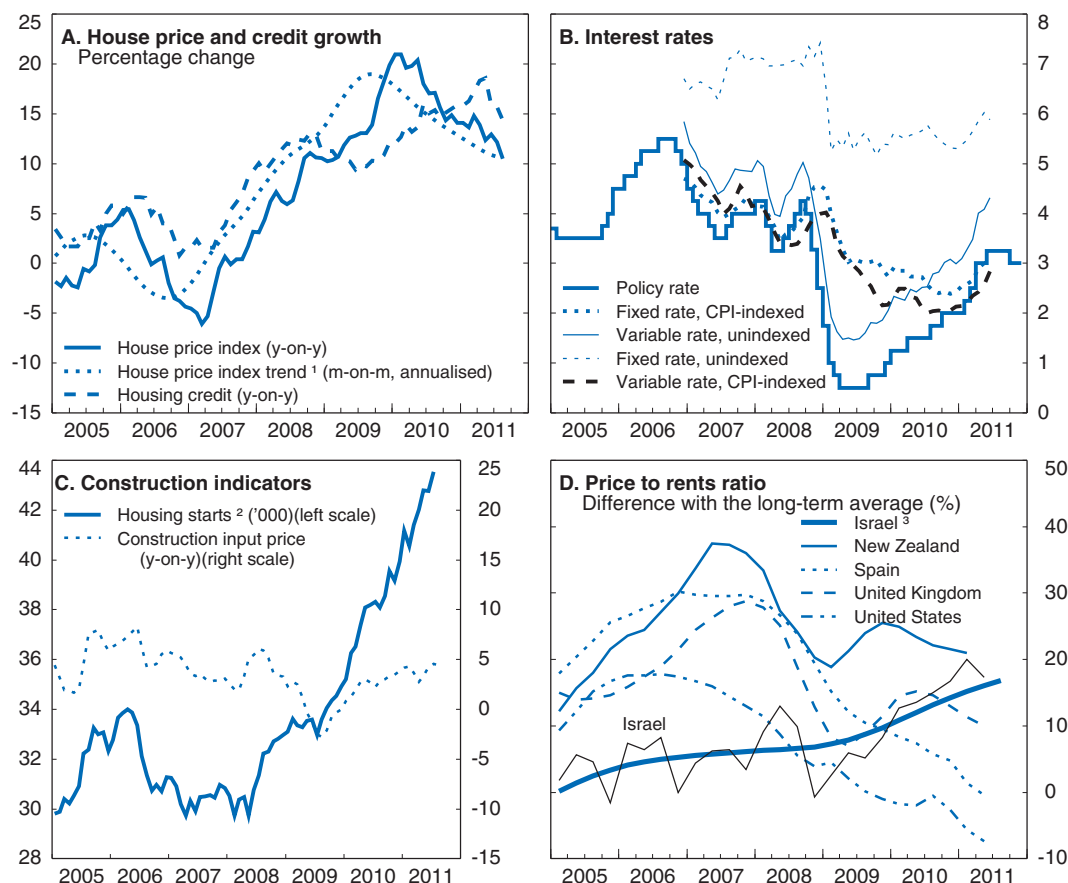 A. House price and credit growth
Percentage change
25
20
15
10
5
0
-5
-10
-15
House price index (y-on-y)
House price index trend ¹ (m-on-m, annualised)
Housing credit (y-on-y)
2005 2006 2007 2008 2009 2010 2011
B. Interest rates
8
7
6
5
4
3
2
1
0
Policy rate
Fixed rate, CPI-indexed
Variable rate, unindexed
Fixed rate, unindexed
Variable rate, CPI-indexed
2005 2006 2007 2008 2009 2010 2011
C. Construction indicators
Housing starts ² ('000)(left scale)
Construction input price
(y-on-y)(right scale)
44
42
40
38
36
34
32
30
28
25
20
15
10
5
0
-5
-10
-15
2005 2006 2007 2008 2009 2010 2011
D. Price to rents ratio
Difference with the long-term average (%)
Israel ³
New Zealand
Spain
United Kingdom
United States
Israel
50
40
30
20
10
0
-10
2005 2006 2007 2008 2009 2010 2011